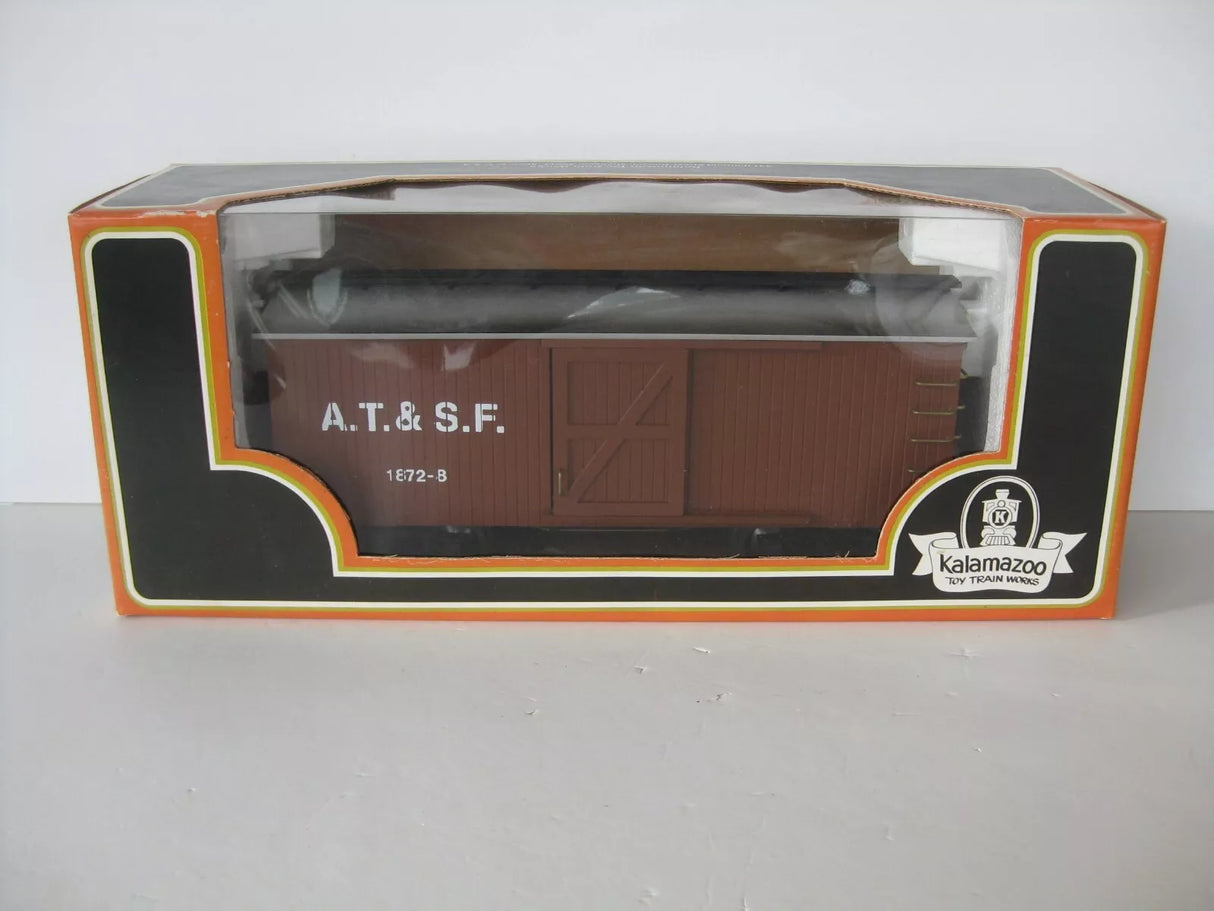 A.T.& S.F.
1872-8
K
Kalamazoo
TOY TRAIN WORKS